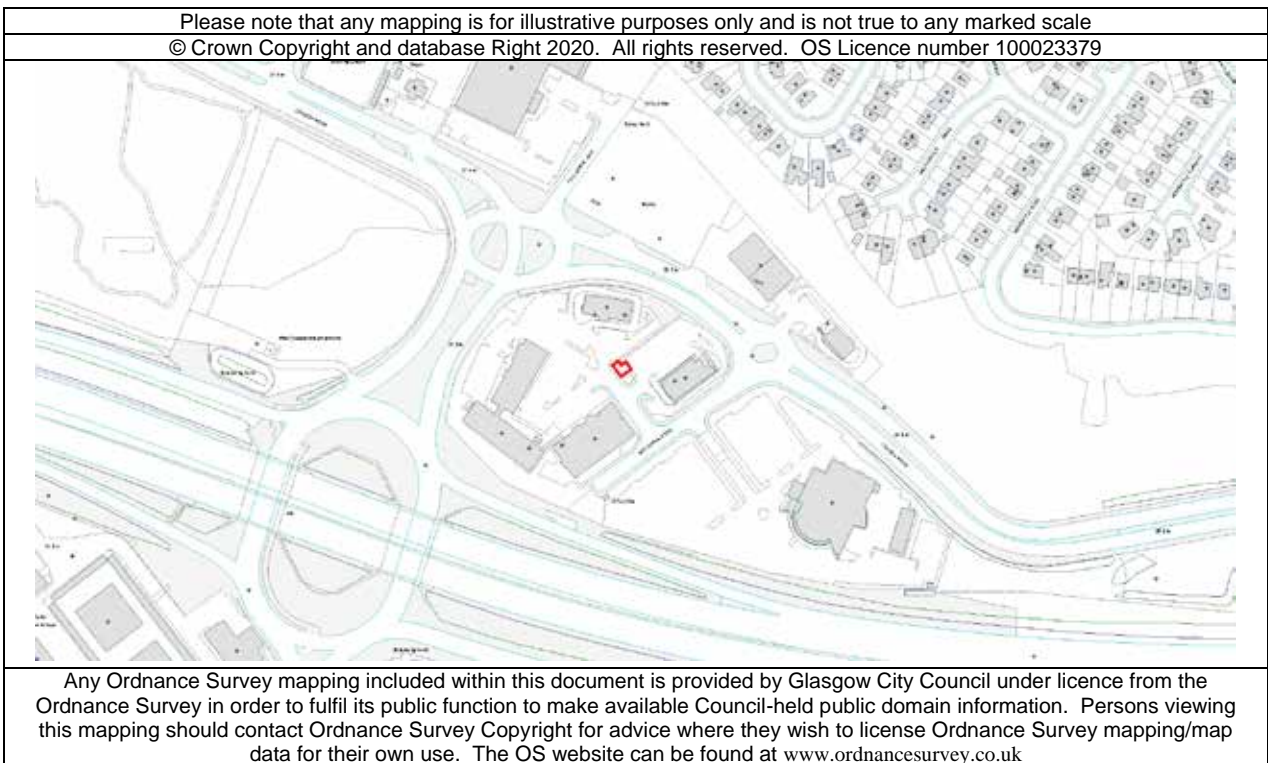 Please note that any mapping is for illustrative purposes only and is not true to any marked scale
© Crown Copyright and database Right 2020. All rights reserved. OS Licence number 100023379
Any Ordnance Survey mapping included within this document is provided by Glasgow City Council under licence from the
Ordnance Survey in order to fulfil its public function to make available Council-held public domain information. Persons viewing
this mapping should contact Ordnance Survey Copyright for advice where they wish to license Ordnance Survey mapping/map
data for their own use. The OS website can be found at www.ordnancesurvey.co.uk